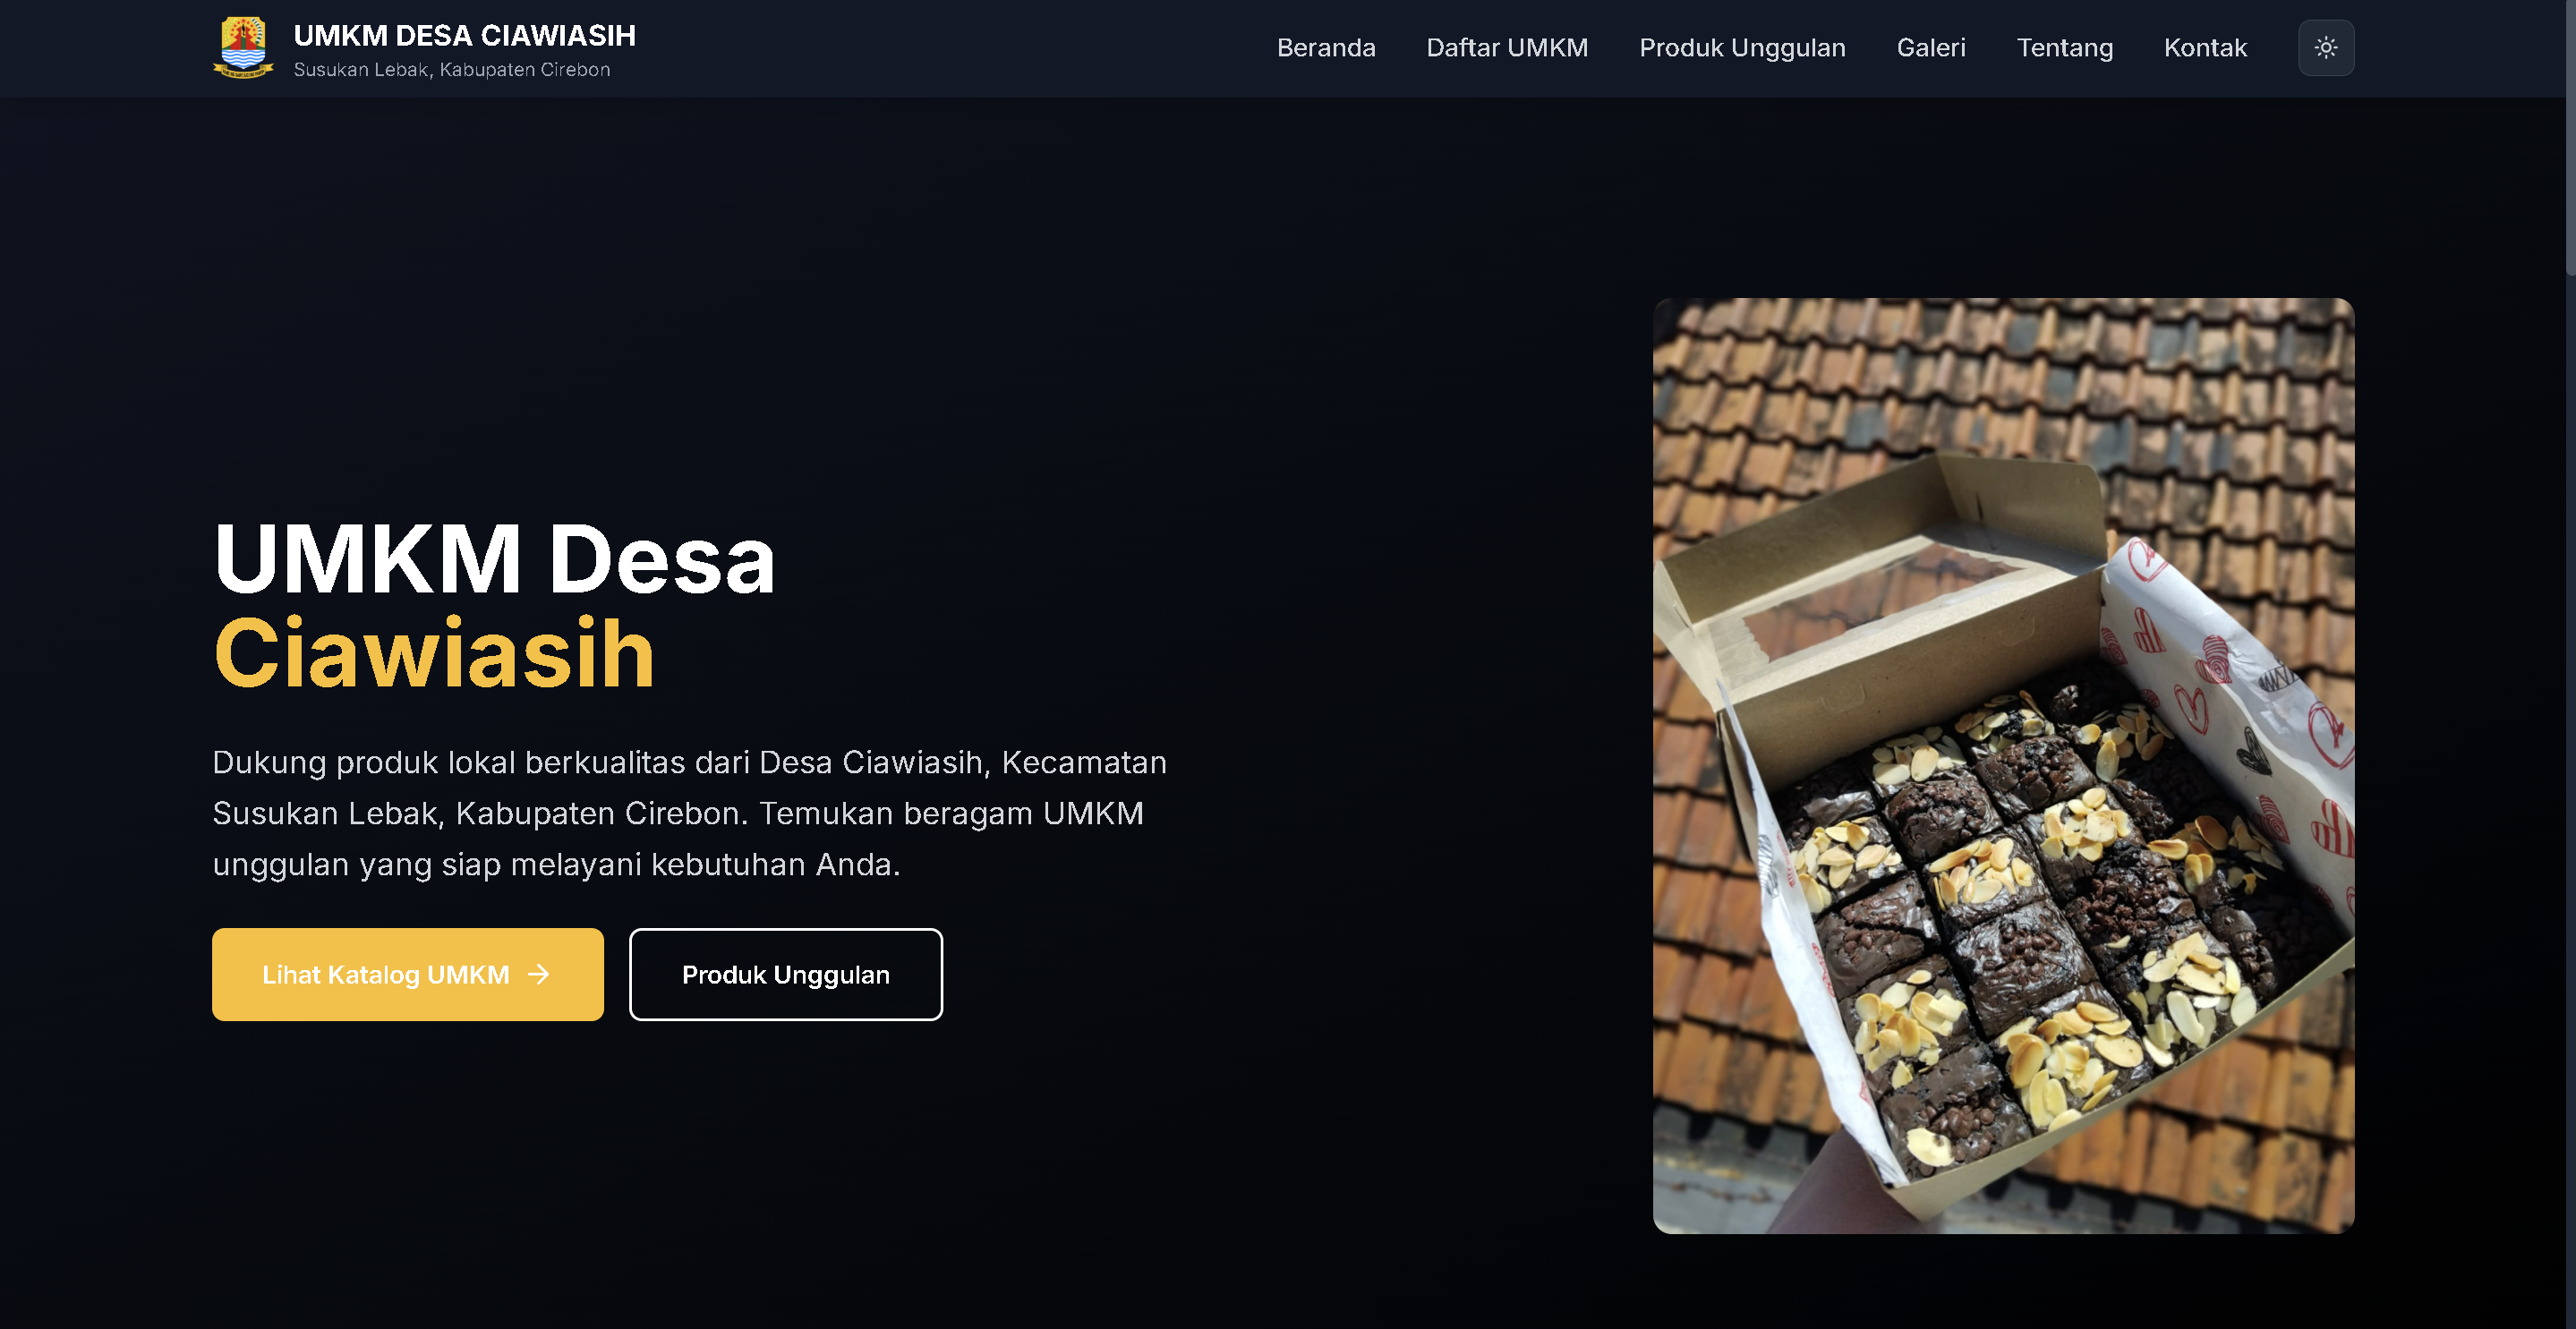 UMKM DESA CIAWIASIH
Susukan Lebak, Kabupaten Cirebon
Beranda
Daftar UMKM
Produk Unggulan
Galeri
Tentang
Kontak
UMKM Desa
Ciawiasih
Dukung produk lokal berkualitas dari Desa Ciawiasih, Kecamatan
Susukan Lebak, Kabupaten Cirebon. Temukan beragam UMKM
unggulan yang siap melayani kebutuhan Anda.
Lihat Katalog UMKM →
Produk Unggulan